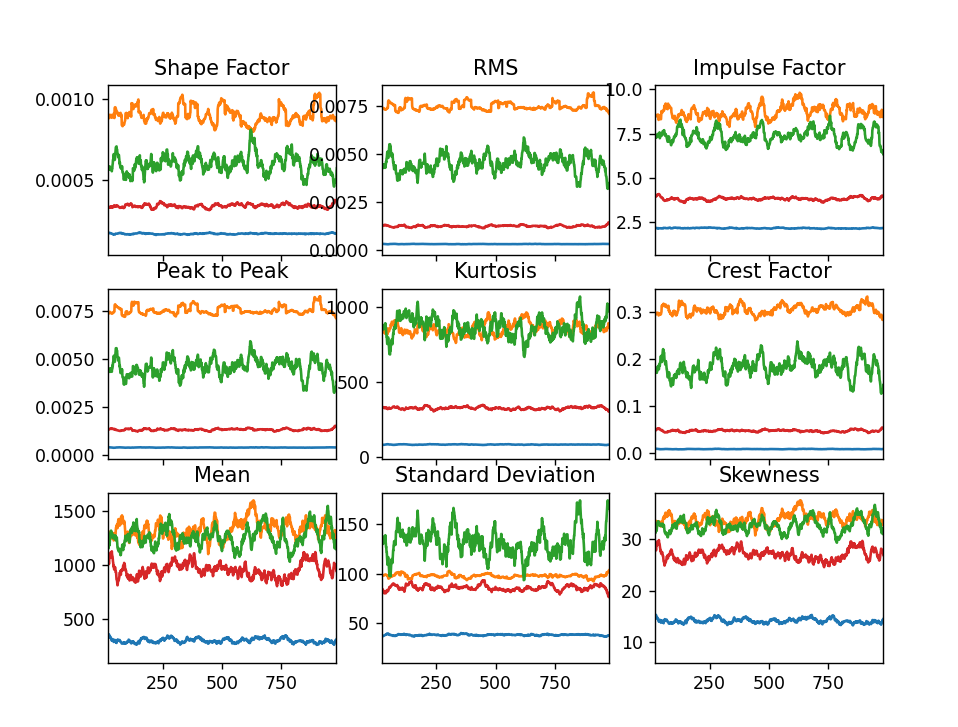 Shape Factor RMS Impulse Factor
0.0010 0.0075 10.0
0.0005 0.0050 7.5
0.0025 5.0
0.0000 2.5
Peak to Peak Kurtosis Crest Factor
0.0075 1000 0.3
0.0050 500 0.2
0.0025 0 0.1
0.0000 0.0
Mean Standard Deviation Skewness
1500 150 30
1000 100 20
500 50 10
250 500 750 250 500 750 250 500 750